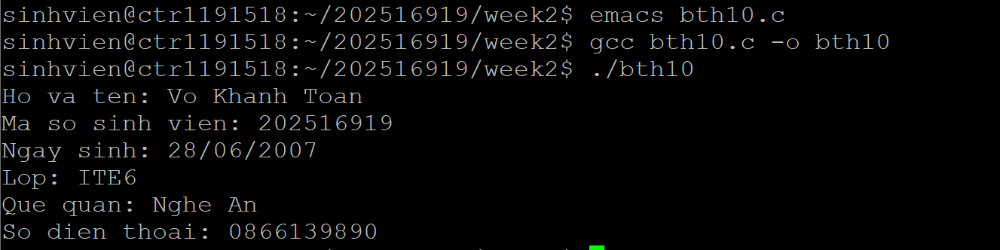 sinhvien@ctr1191518:~/202516919/week2$ emacs bth10.c
sinhvien@ctr1191518:~/202516919/week2$ gcc bth10.c -o bth10
sinhvien@ctr1191518:~/202516919/week2$ ./bth10
Ho va ten: Vo Khanh Toan
Ma so sinh vien: 202516919
Ngay sinh: 28/06/2007
Lop: ITE6
Que quan: Nghe An
So dien thoai: 0866139890